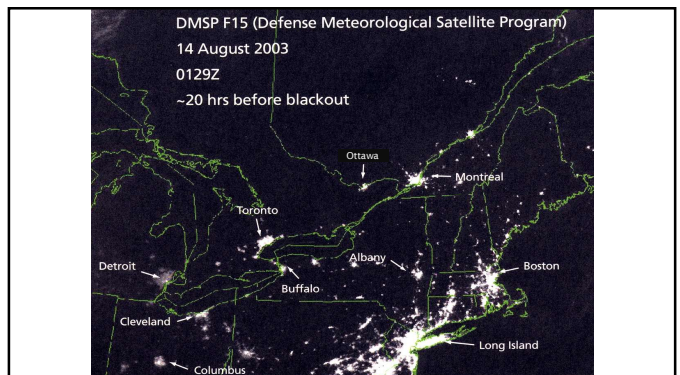 DMSP F15 (Defense Meteorological Satellite Program)
14 August 2003
0129Z
~20 hrs before blackout
Ottawa
Montreal
Toronto
Albany
Boston
Detroit
Buffalo
Cleveland
Long Island
Columbus